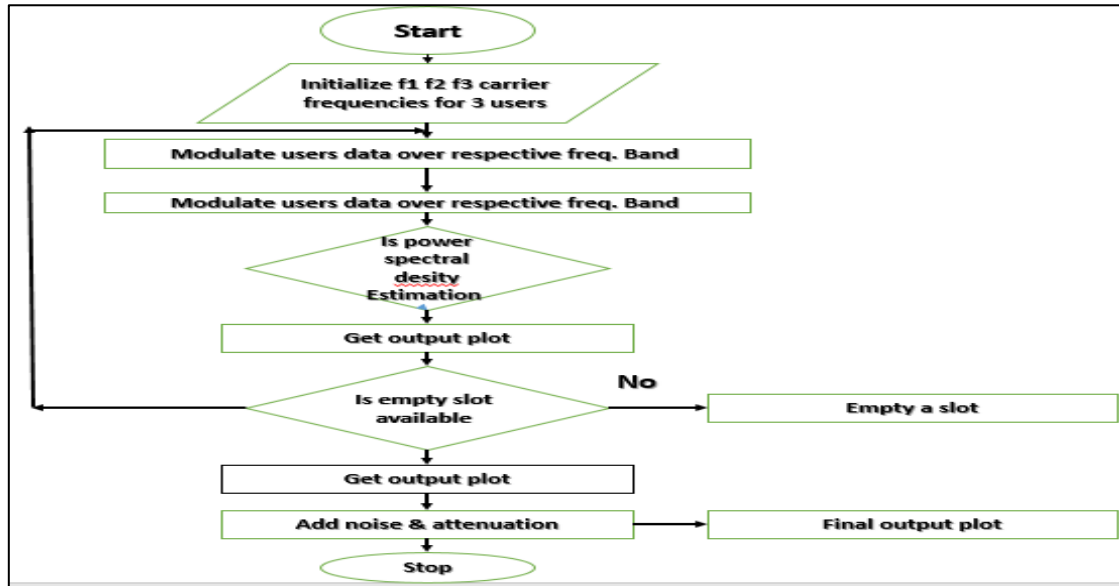 Start
Initialize f1 f2 f3 carrier
frequencies for 3 users
Modulate users data over respective freq. Band
Modulate users data over respective freq. Band
Is power
spectral
desity
Estimation
Get output plot
Is empty slot
available
No
Empty a slot
Get output plot
Add noise & attenuation
Final output plot
Stop